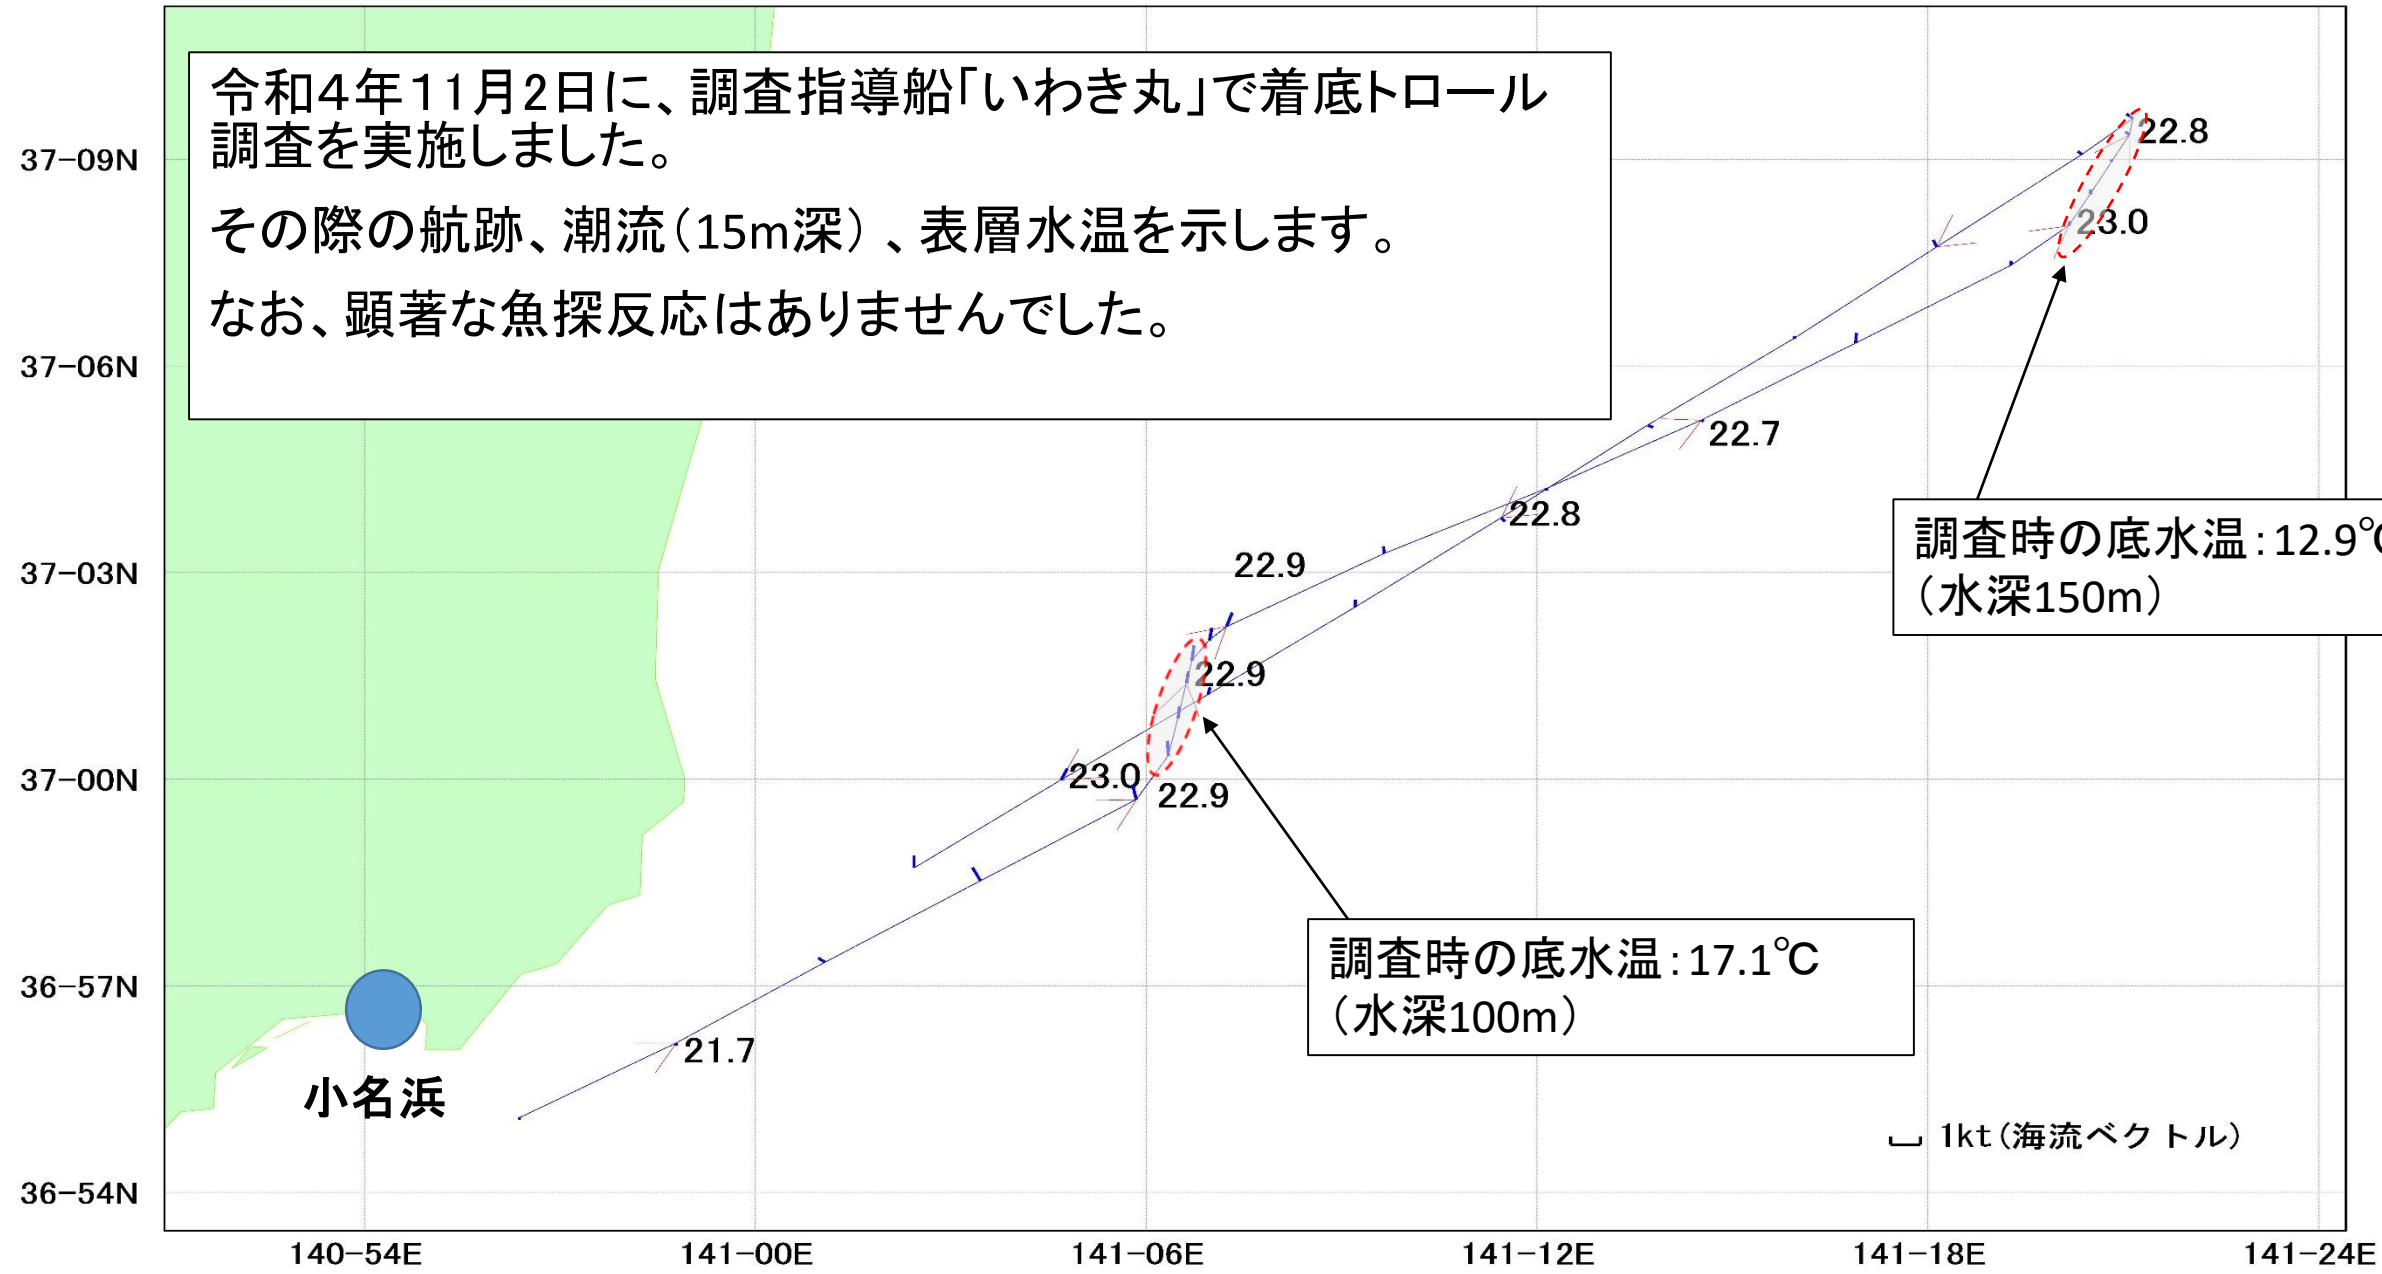 令和4年11月2日に、調査指導船「いわき丸」で着底トロール
調査を実施しました。
その際の航跡、潮流（15m深）、表層水温を示します。
なお、顕著な魚探反応はありませんでした。
37-09N
37-06N
37-03N
37-00N
36-57N
36-54N
22.8
23.0
22.7
22.8
22.9
22.9
23.0
22.9
21.7
調査時の底水温：12.9℃
（水深150m）
調査時の底水温：17.1℃
（水深100m）
小名浜
1kt(海流ベクトル)
140-54E
141-00E
141-06E
141-12E
141-18E
141-24E